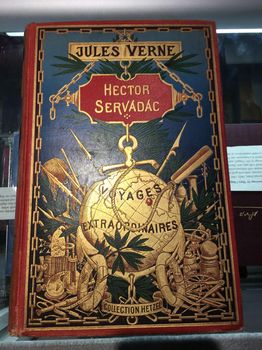 JULES VERNE
HECTOR
SERVADAC
VOYAGES
EXTRAORDINAIRES
COLLECTION HETZEL